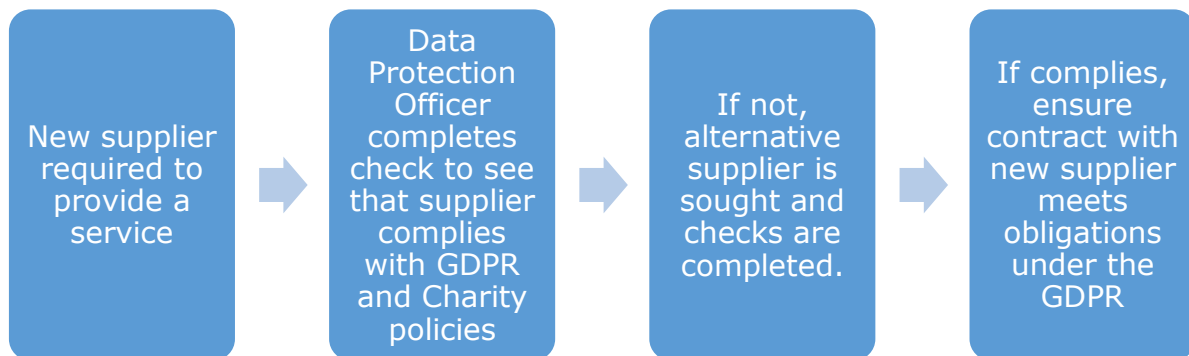 New supplier
required to
provide a
service
Data
Protection
Officer
completes
check to see
that supplier
complies
with GDPR
and Charity
policies
If not,
alternative
supplier is
sought and
checks are
completed.
If complies,
ensure
contract with
new supplier
meets
obligations
under the
GDPR